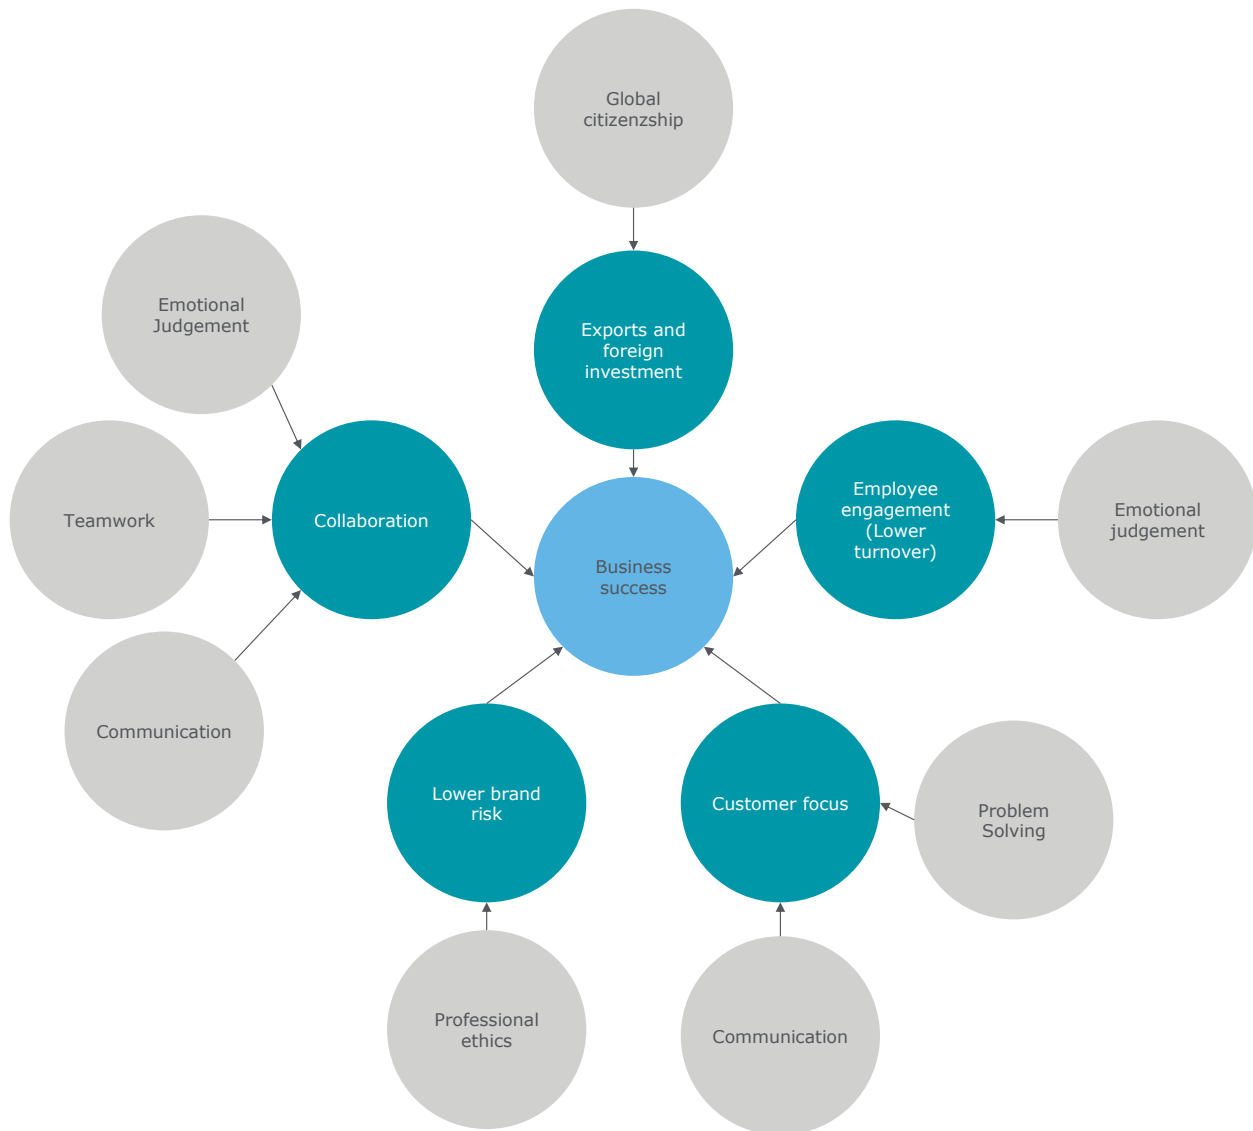 Global
citizenzship
Emotional
Judgement
Exports and
foreign
investment
Teamwork
Collaboration
Business
success
Employee
engagement
(Lower
turnover)
Emotional
judgement
Communication
Lower brand
risk
Customer focus
Problem
Solving
Professional
ethics
Communication